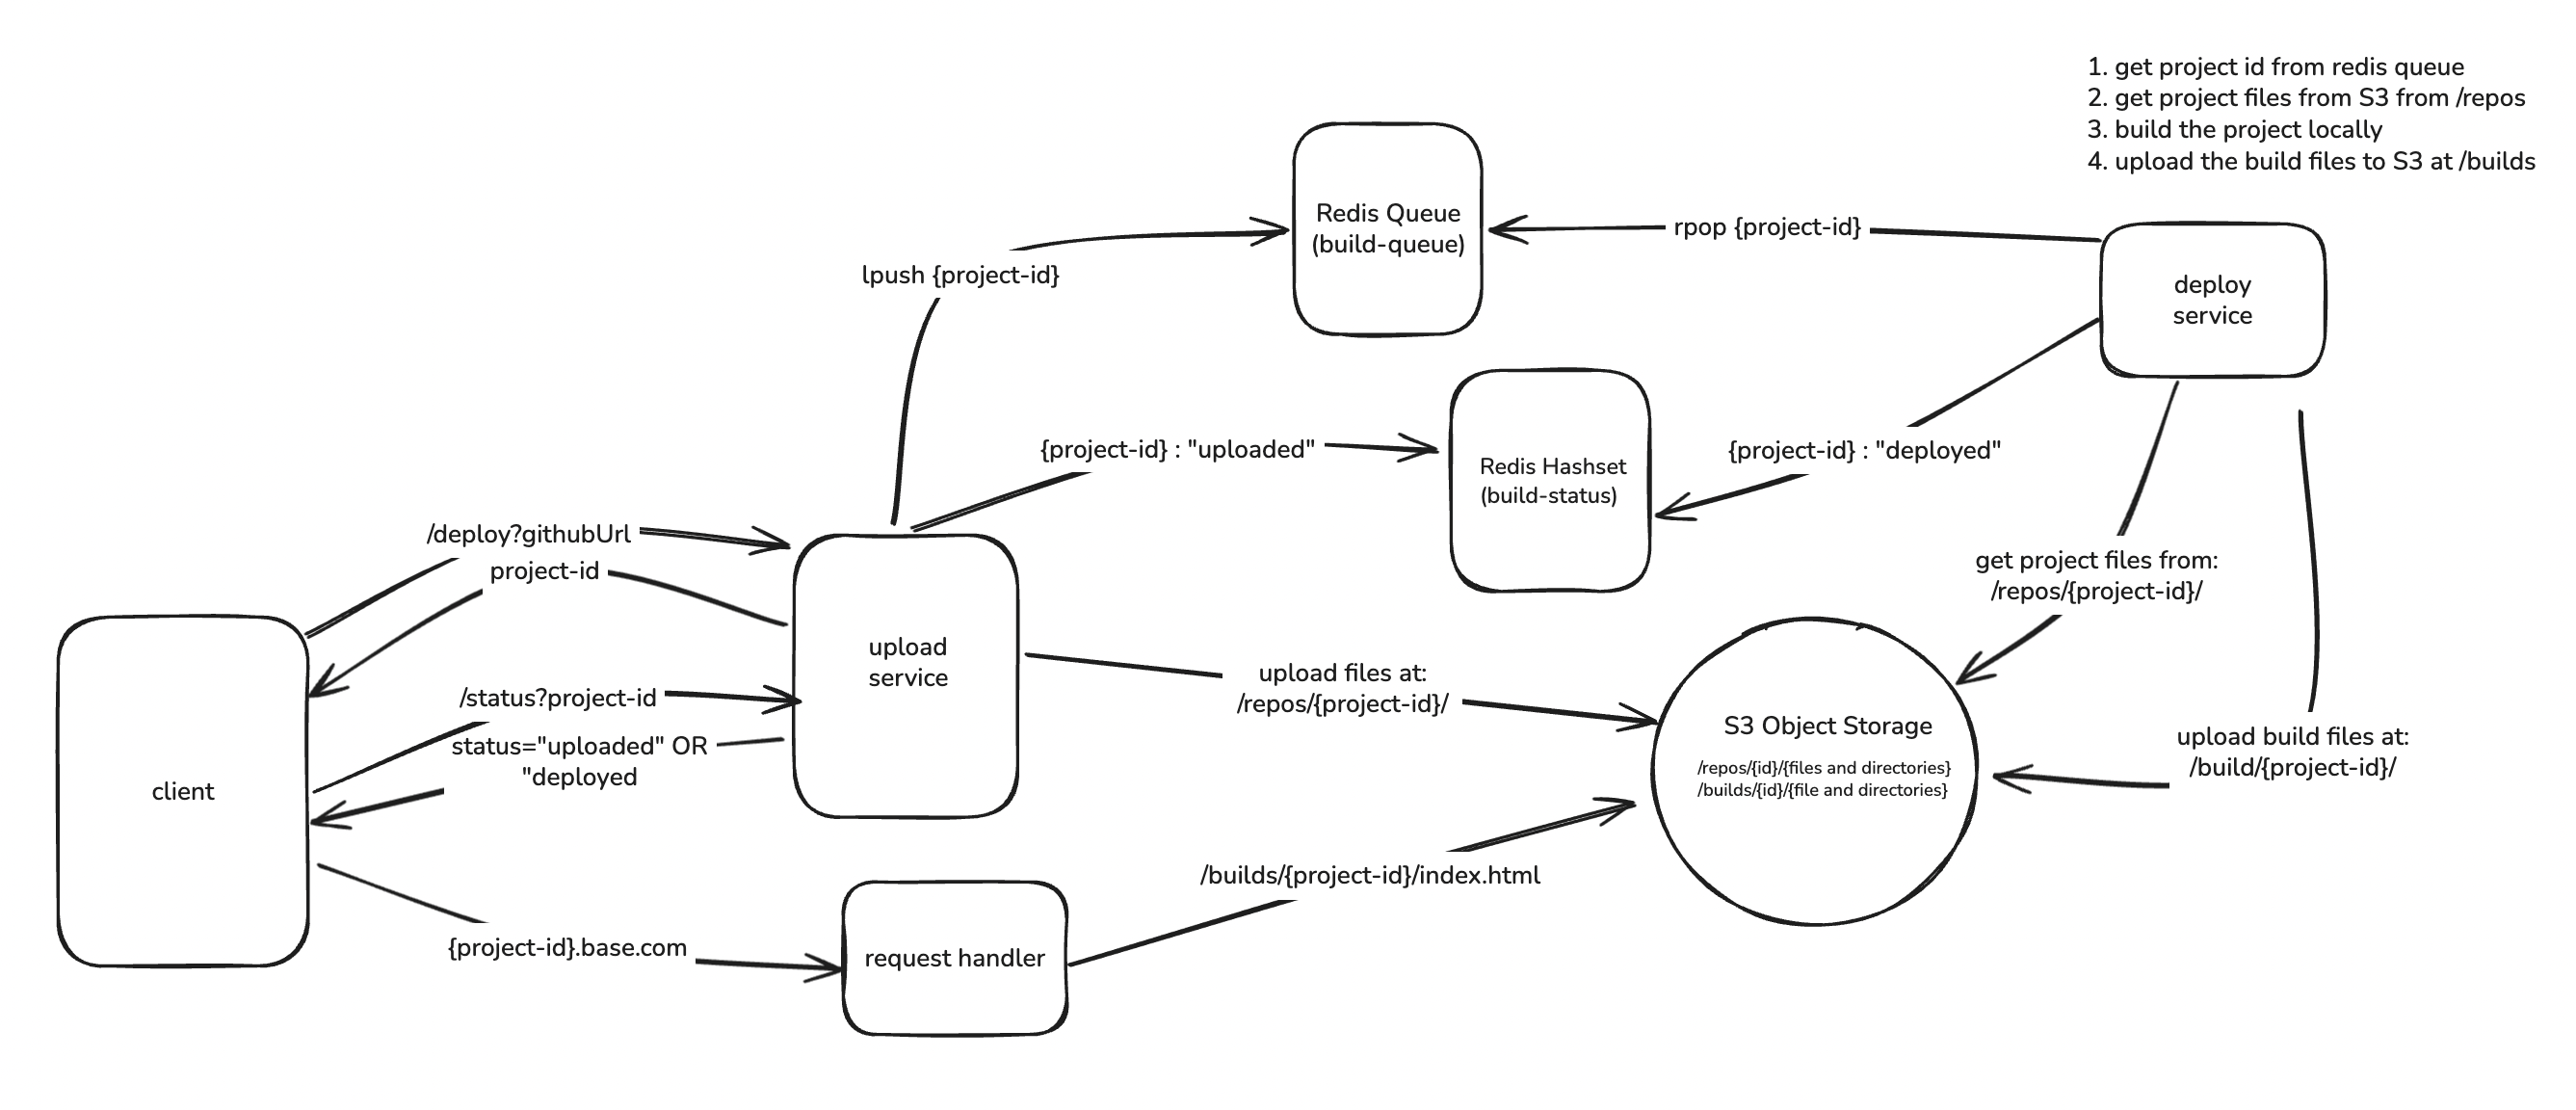 1. get project id from redis queue
2. get project files from S3 from /repos
3. build the project locally
4. upload the build files to S3 at /builds
Redis Queue
(build-queue)
rpop {project-id}
lpush {project-id}
deploy
service
{project-id} : "uploaded"
Redis Hashset
(build-status)
{project-id} : "deployed"
/deploy?githubUrl
project-id
get project files from:
/repos/{project-id}/
upload
service
/status?project-id
status="uploaded" OR
"deployed
client
upload files at:
/repos/{project-id}/
S3 Object Storage
/repos/{id}/{files and directories}
/builds/{id}/{file and directories}
upload build files at:
/build/{project-id}/
/builds/{project-id}/index.html
{project-id}.base.com
request handler